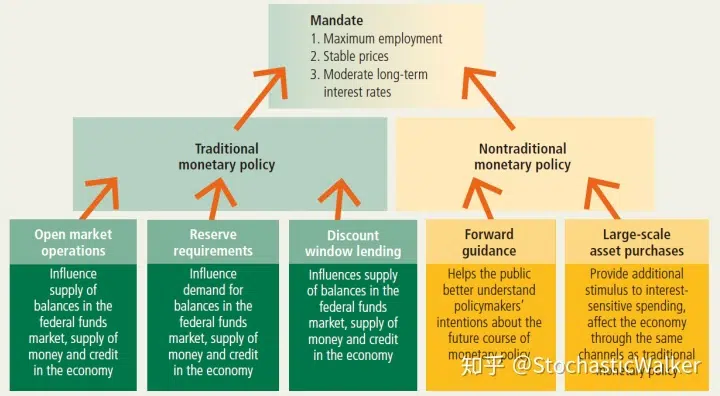 Mandate
1. Maximum employment
2. Stable prices
3. Moderate long-term
interest rates
Traditional
monetary policy
Nontraditional
monetary policy
Open market
operations
Influence
supply of
balances in the
federal funds
market, supply of
money and credit
in the economy
Reserve
requirements
Influence
demand for
balances in the
federal funds
market, supply of
money and credit
in the economy
Discount
window lending
Influences supply
of balances in the
federal funds
market, supply of
money and credit
in the economy
Forward
guidance
Helps the public
better understand
policymakers'
intentions about the
future course of
monetary policy
Large-scale
asset purchases
Provide additional
stimulus to interest-
sensitive spending,
affect the economy
through the same
channels as traditional
monetary policy
知乎 @StochasticWalker